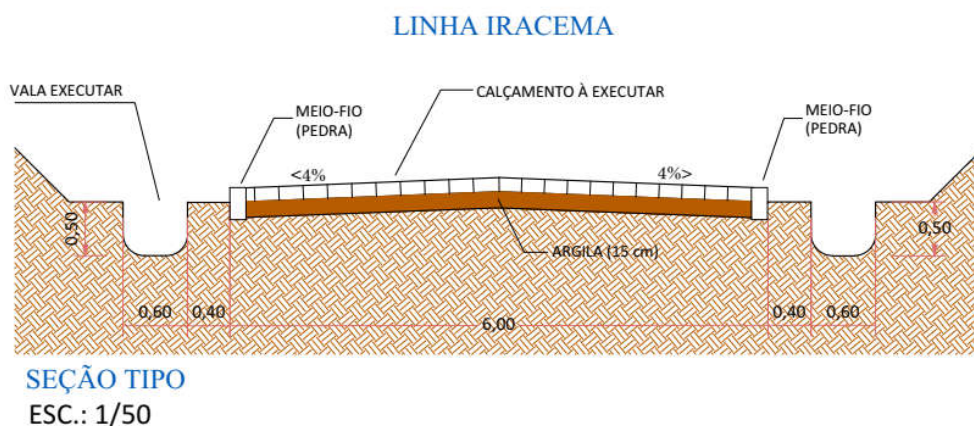 LINHA IRACEMA
VALA EXECUTAR
MEIO-FIO
(PEDRA)
CALÇAMENTO À EXECUTAR
MEIO-FIO
(PEDRA)
<4%
4%>
0,50
0,50
ARGILA (15 cm)
0,60
0,40
6,00
0,40
0,60
SEÇÃO TIPO
ESC.: 1/50